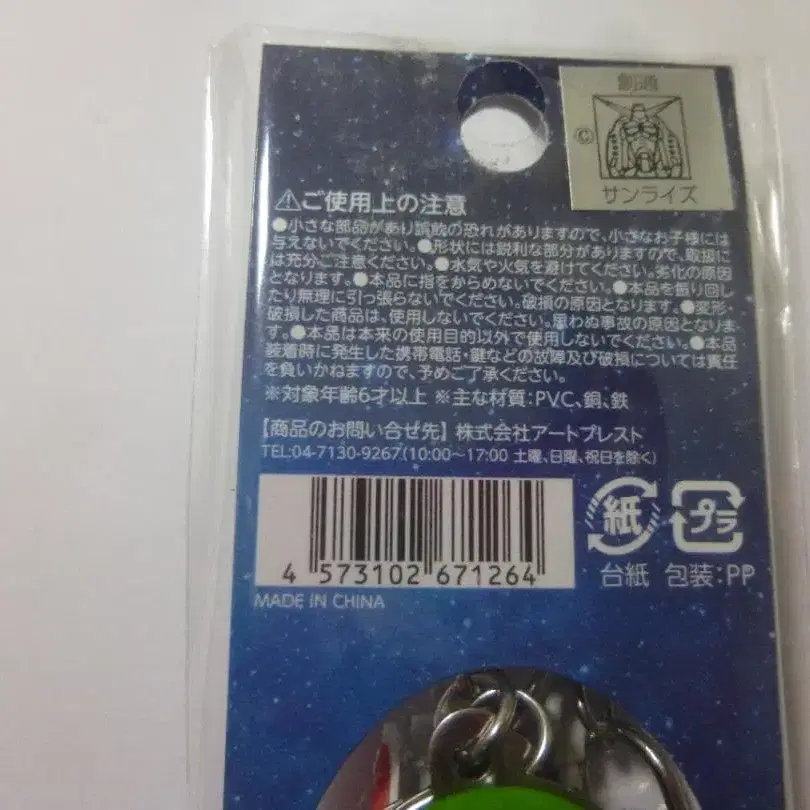 創通
©
サンライズ
⚠ご使用上の注意
●小さな部品があり誤飲の恐れがありますので、小さなお子様には
与えないでください。●形状には鋭利な部分がありますので、取扱に
は充分ご注意ください。●水気や火気を避けてください。劣化の原因
となります。●本品に指をからめないでください。●本品を振り回し
たり無理に引っ張らないでください。破損の原因となります。●変形・
破損した商品は、使用しないでください。思わぬ事故の原因となりま
す。●本品は本来の使用目的以外で使用しないでください。●本品
装着時に発生した携帯電話・鍵などの故障及び破損については責任
を負いかねますので、予めご了承ください。
※対象年齢6才以上 ※主な材質：PVC、銅、鉄
【商品のお問い合せ先】 株式会社アートプレスト
TEL:04-7130-9267(10:00〜17:00 土曜、日曜、祝日を除く)
4 573102 671264
紙 プラ
台紙 包装：PP
MADE IN CHINA